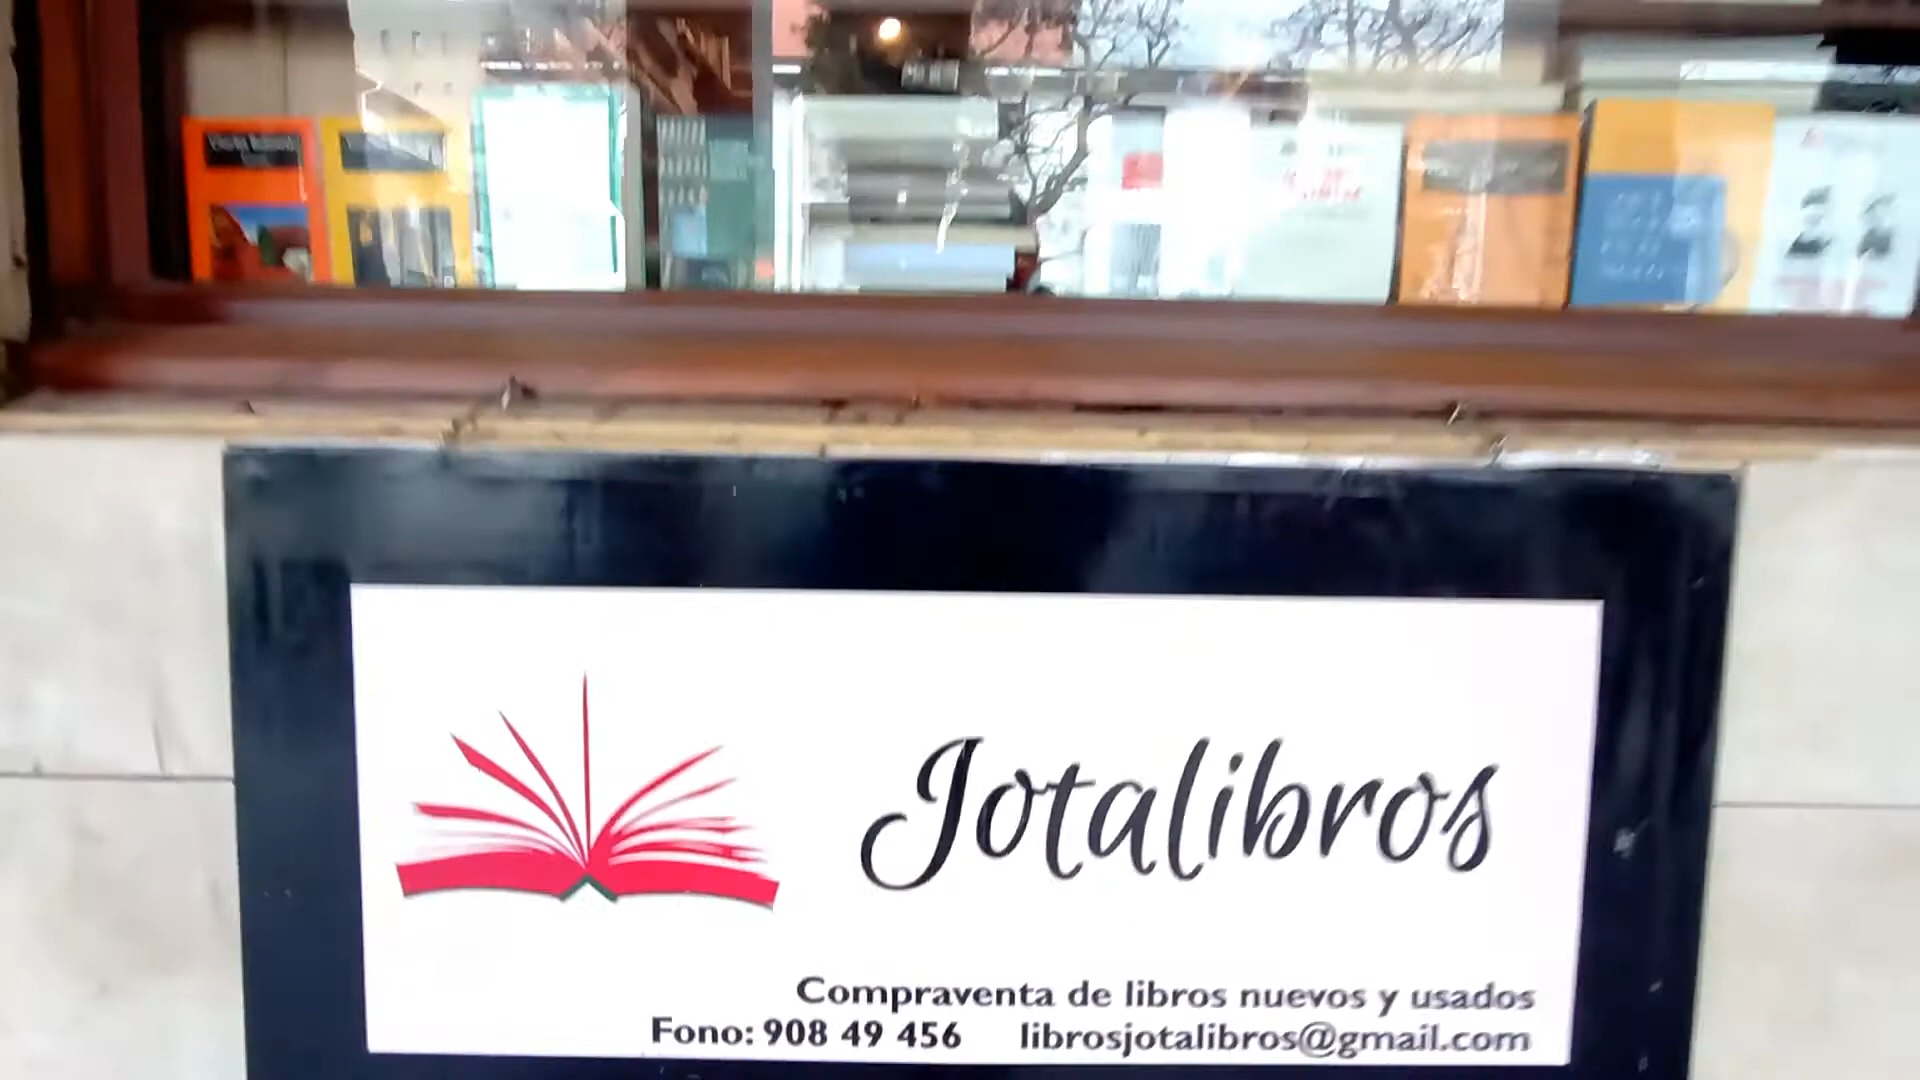 Jotalibros
Compraventa de libros nuevos y usados
Fono: 908 49 456 librosjotalibros@gmail.com